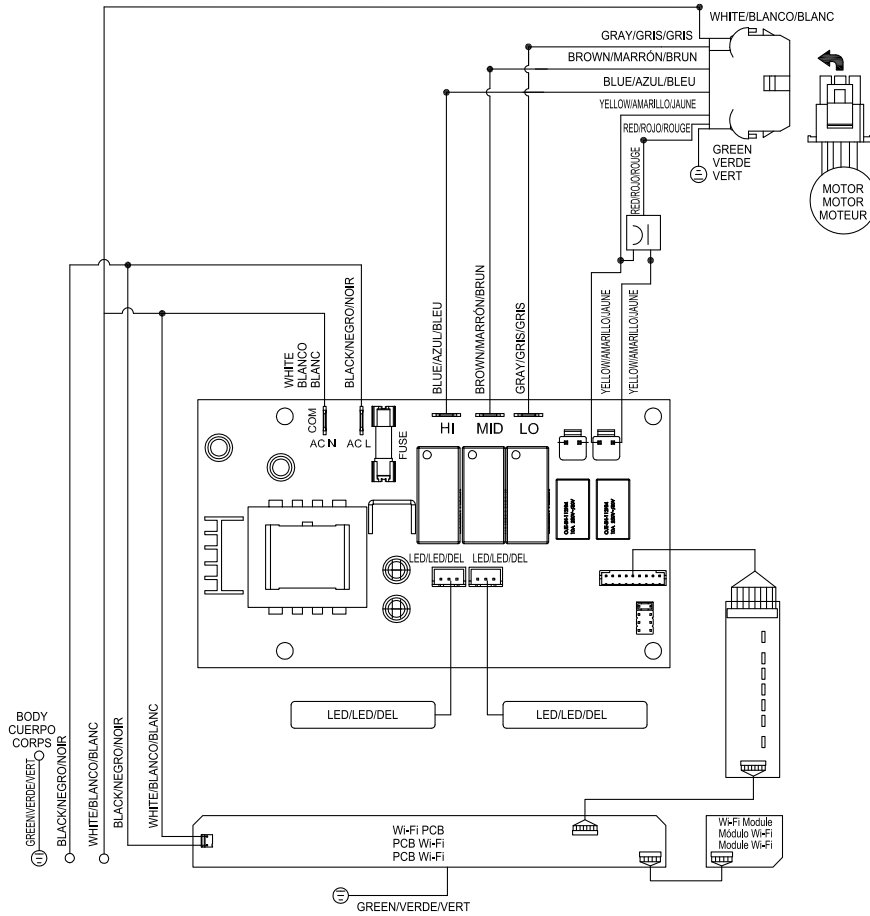 WHITE/BLANCO/BLANC
GRAY/GRIS/GRIS
BROWN/MARRÓN/BRUN
BLUE/AZUL/BLEU
YELLOW/AMARILLO/JAUNE
RED/ROJO/ROUGE
GREEN
VERDE
VERT
MOTOR
MOTOR
MOTEUR
RED/ROJO/ROUGE
WHITE
BLANCO
BLANC
BLACK/NEGRO/NOIR
BLUE/AZUL/BLEU
BROWN/MARRÓN/BRUN
GRAY/GRIS/GRIS
YELLOW/AMARILLO/JAUNE
YELLOW/AMARILLO/JAUNE
COM
AC N
AC L
FUSE
HI
MID
LO
LED/LED/DEL
LED/LED/DEL
LED/LED/DEL
LED/LED/DEL
BODY
CUERPO
CORPS
GREEN/VERDE/VERT
BLACK/NEGRO/NOIR
WHITE/BLANCO/BLANC
BLACK/NEGRO/NOIR
WHITE/BLANCO/BLANC
Wi-Fi PCB
PCB Wi-Fi
PCB Wi-Fi
Wi-Fi Module
Módulo Wi-Fi
Module Wi-Fi
GREEN/VERDE/VERT